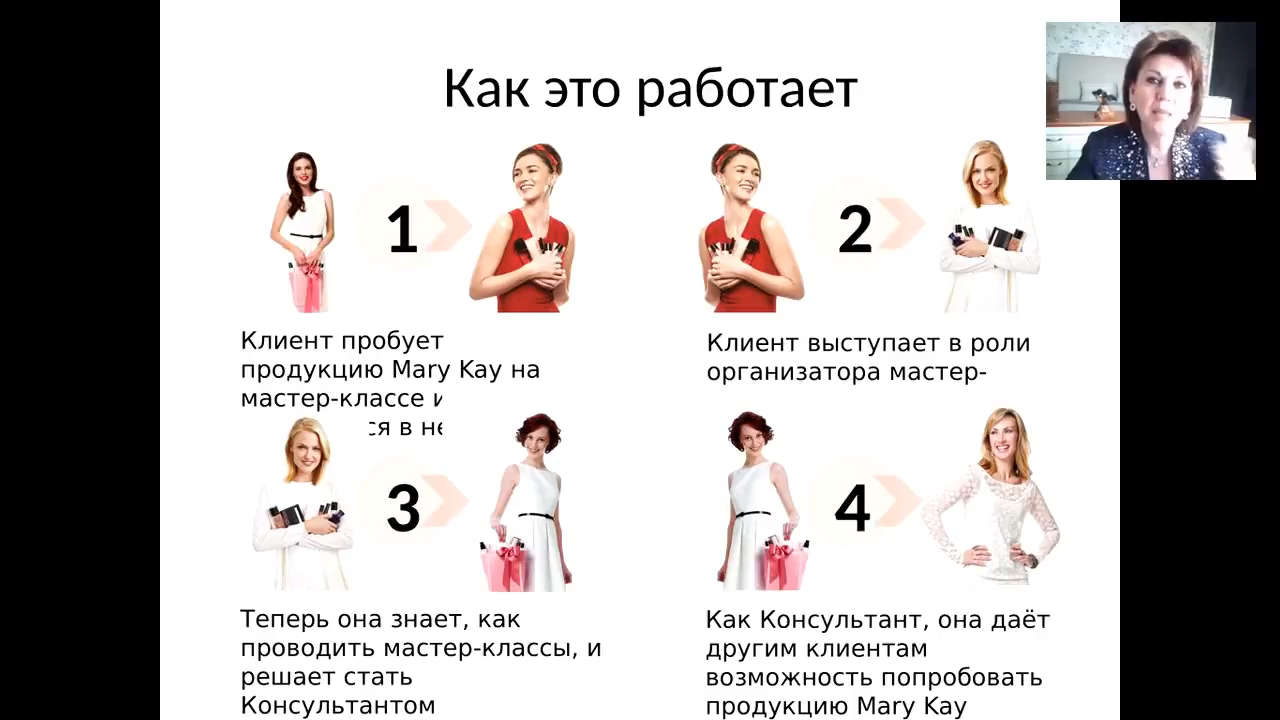 Как это работает
1
2
Клиент пробует
продукцию Mary Kay на
мастер-классе
ся в
Клиент выступает в роли
организатора мастер-
3
4
Теперь она знает, как
проводить мастер-классы, и
решает стать
Консультантом
Как Консультант, она даёт
другим клиентам
возможность попробовать
продукцию Mary Kay